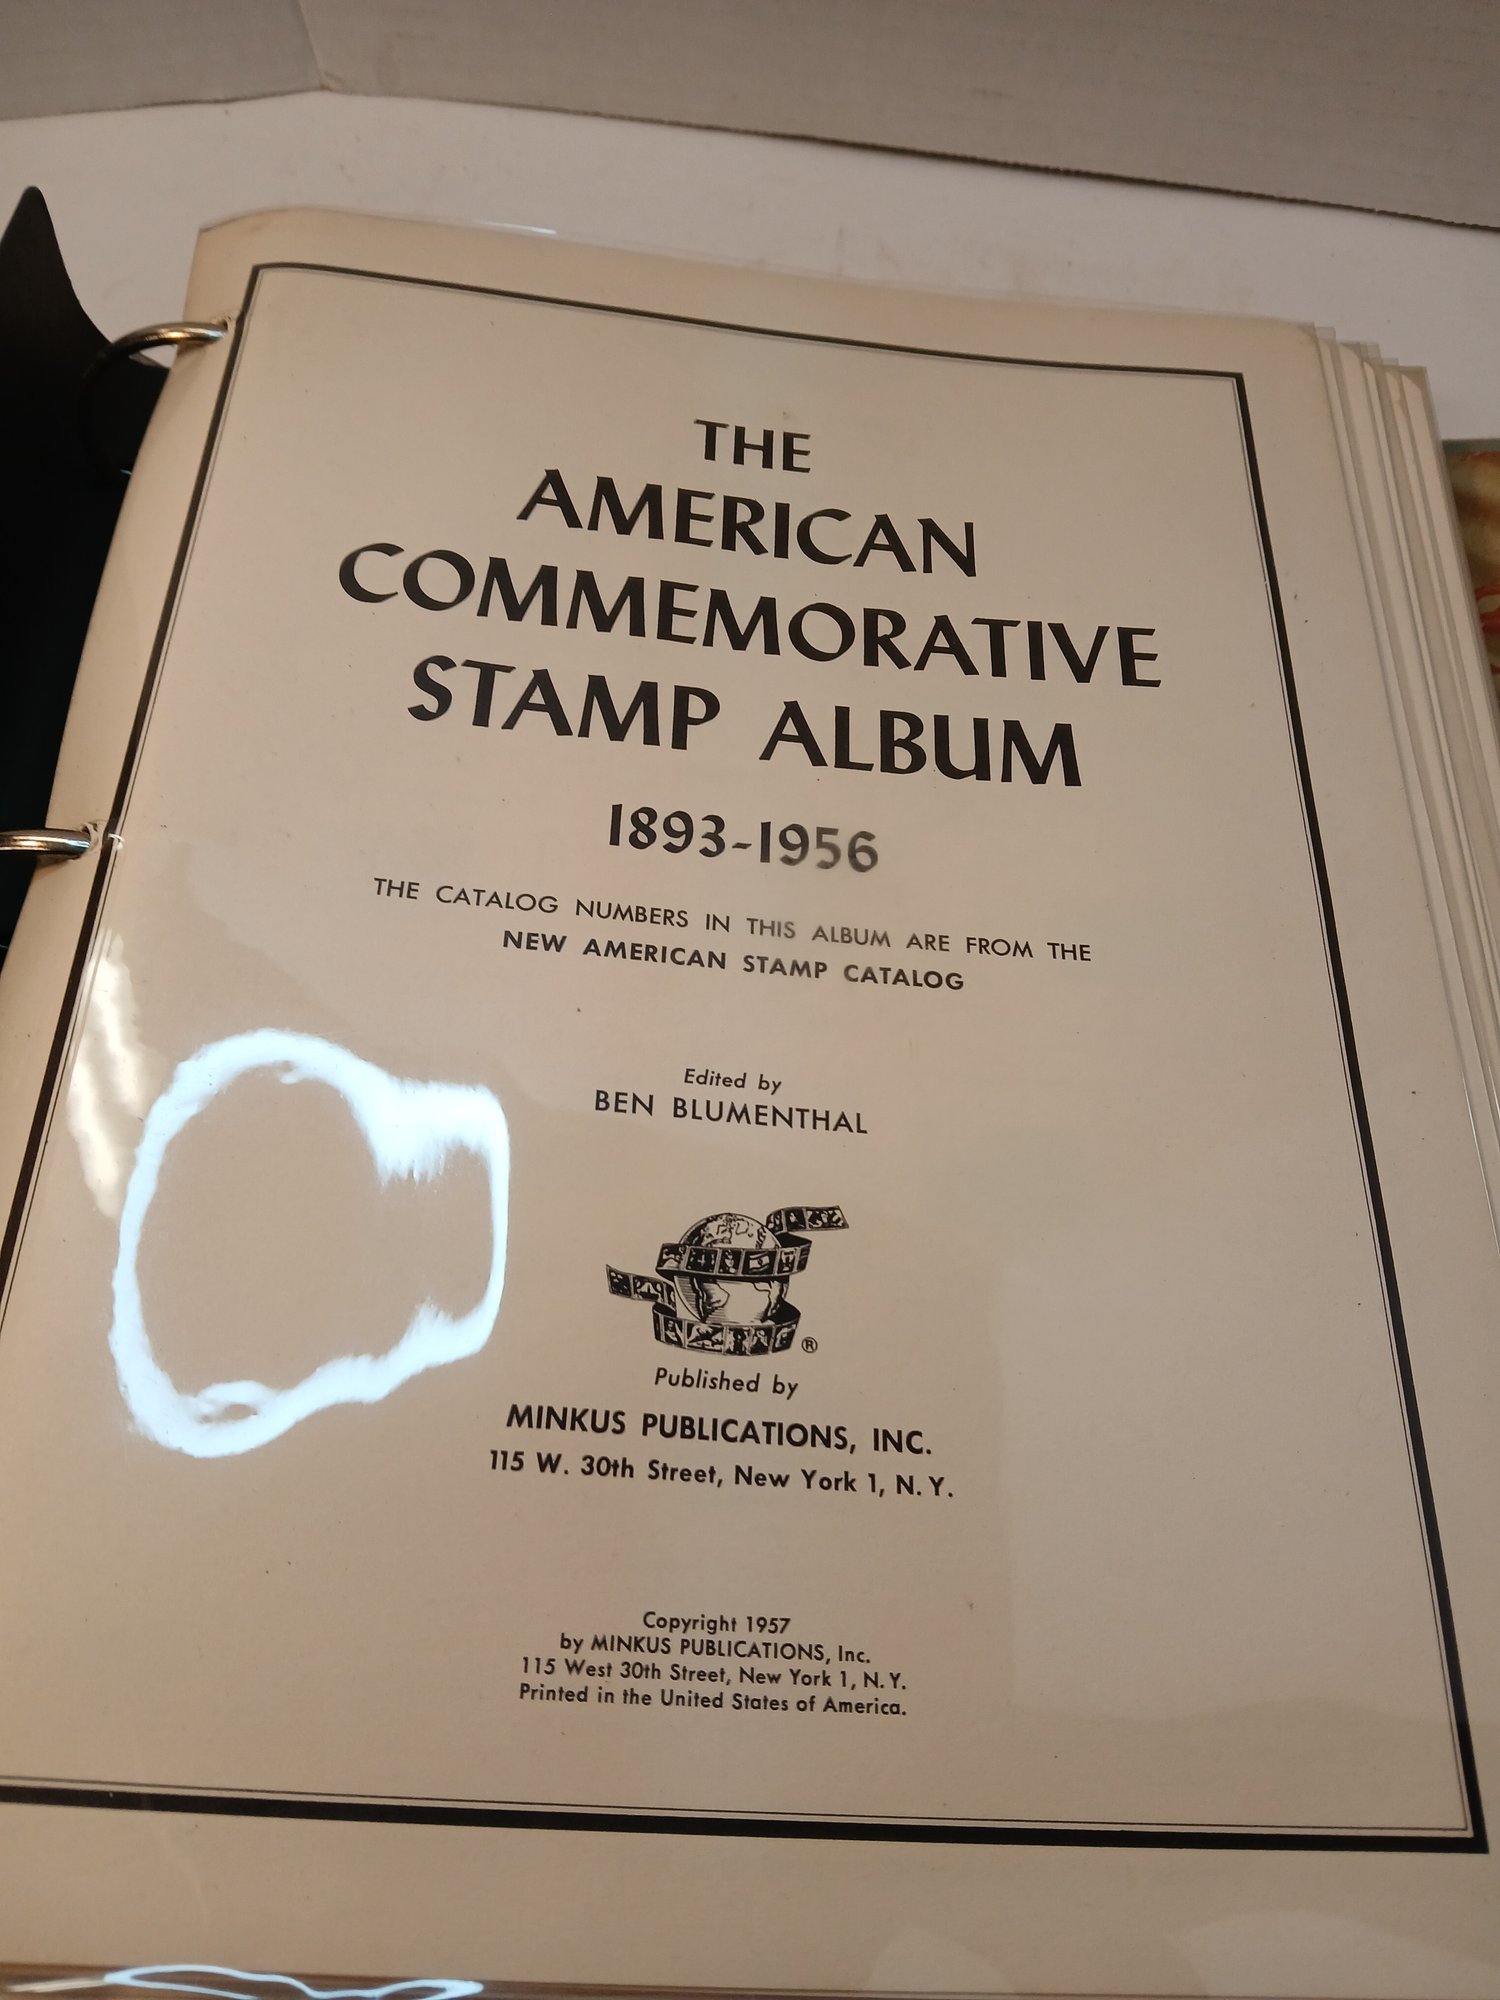 THE
AMERICAN
COMMEMORATIVE
STAMP ALBUM
1893-1956
THE CATALOG NUMBERS IN THIS ALBUM ARE FROM THE
NEW AMERICAN STAMP CATALOG
Edited by
BEN BLUMENTHAL
®
Published by
MINKUS PUBLICATIONS, INC.
115 W. 30th Street, New York 1, N. Y.
Copyright 1957
by MINKUS PUBLICATIONS, Inc.
115 West 30th Street, New York 1, N. Y.
Printed in the United States of America.